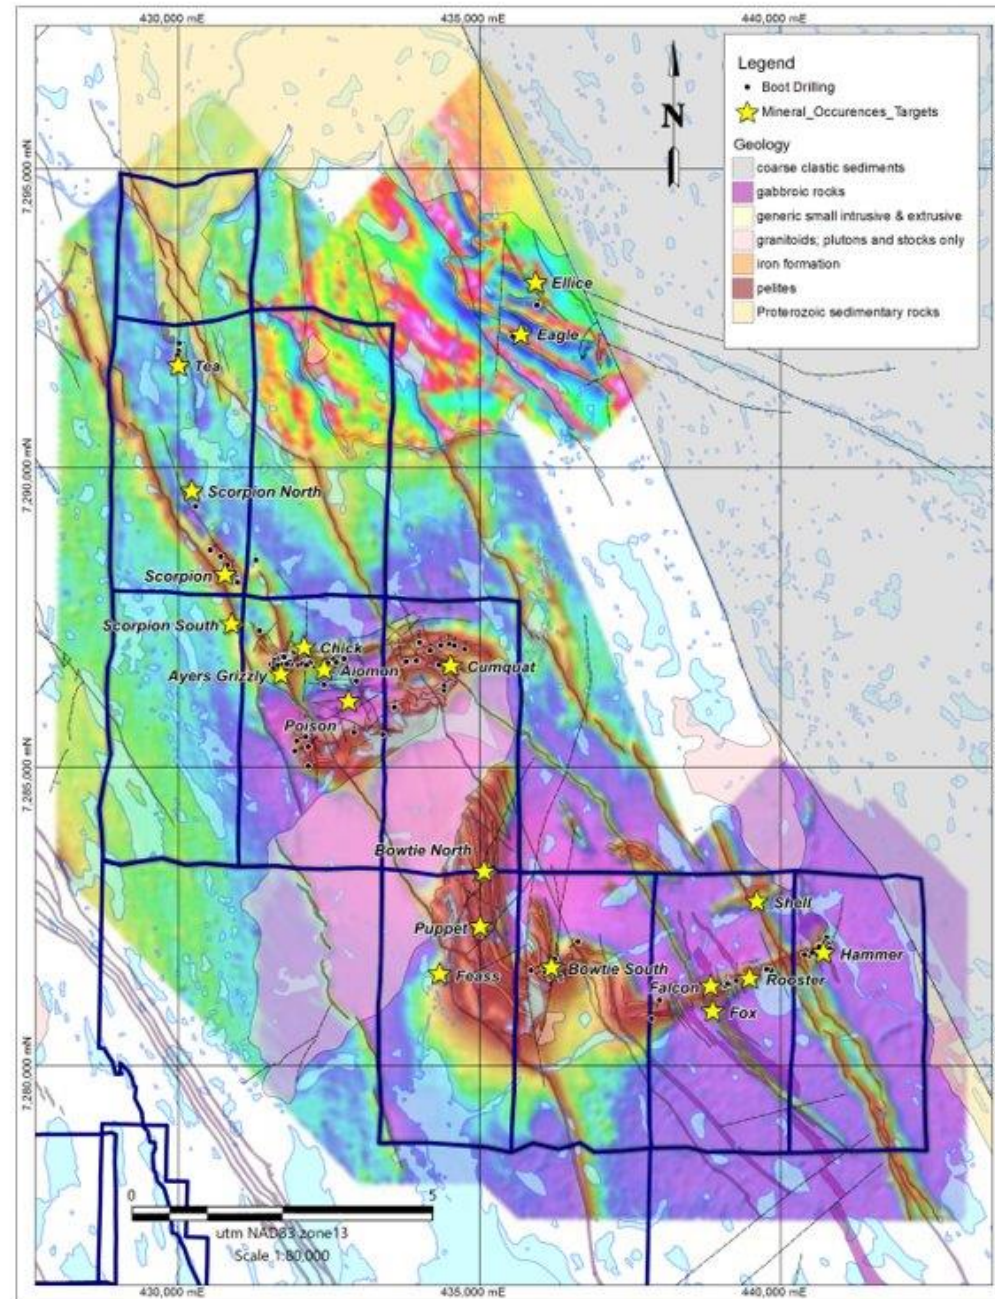 430,000 mE
435,000 mE
440,000 mE
Legend
Boot Drilling
Mineral_Occurences_Targets
Geology
coarse clastic sediments
gabbroic rocks
generic small intrusive & extrusive
granitoids; plutons and stocks only
iron formation
pelites
Proterozoic sedimentary rocks
N
7,295,000 mN
Ellice
Eagle
Tea
7,290,000 mN
Scorpion North
Scorpion
Scorpion South
Chick
Ayers Grizzly
Aiomon
Cumquat
Poison
7,285,000 mN
Bowtie North
Shell
Puppet
Hammer
Feass
Bowtie South
Rooster
Falcon
Fox
7,280,000 mN
0
5
utm NAD83 zone13
Scale 1:80,000
430,000 mE
435,000 mE
440,000 mE